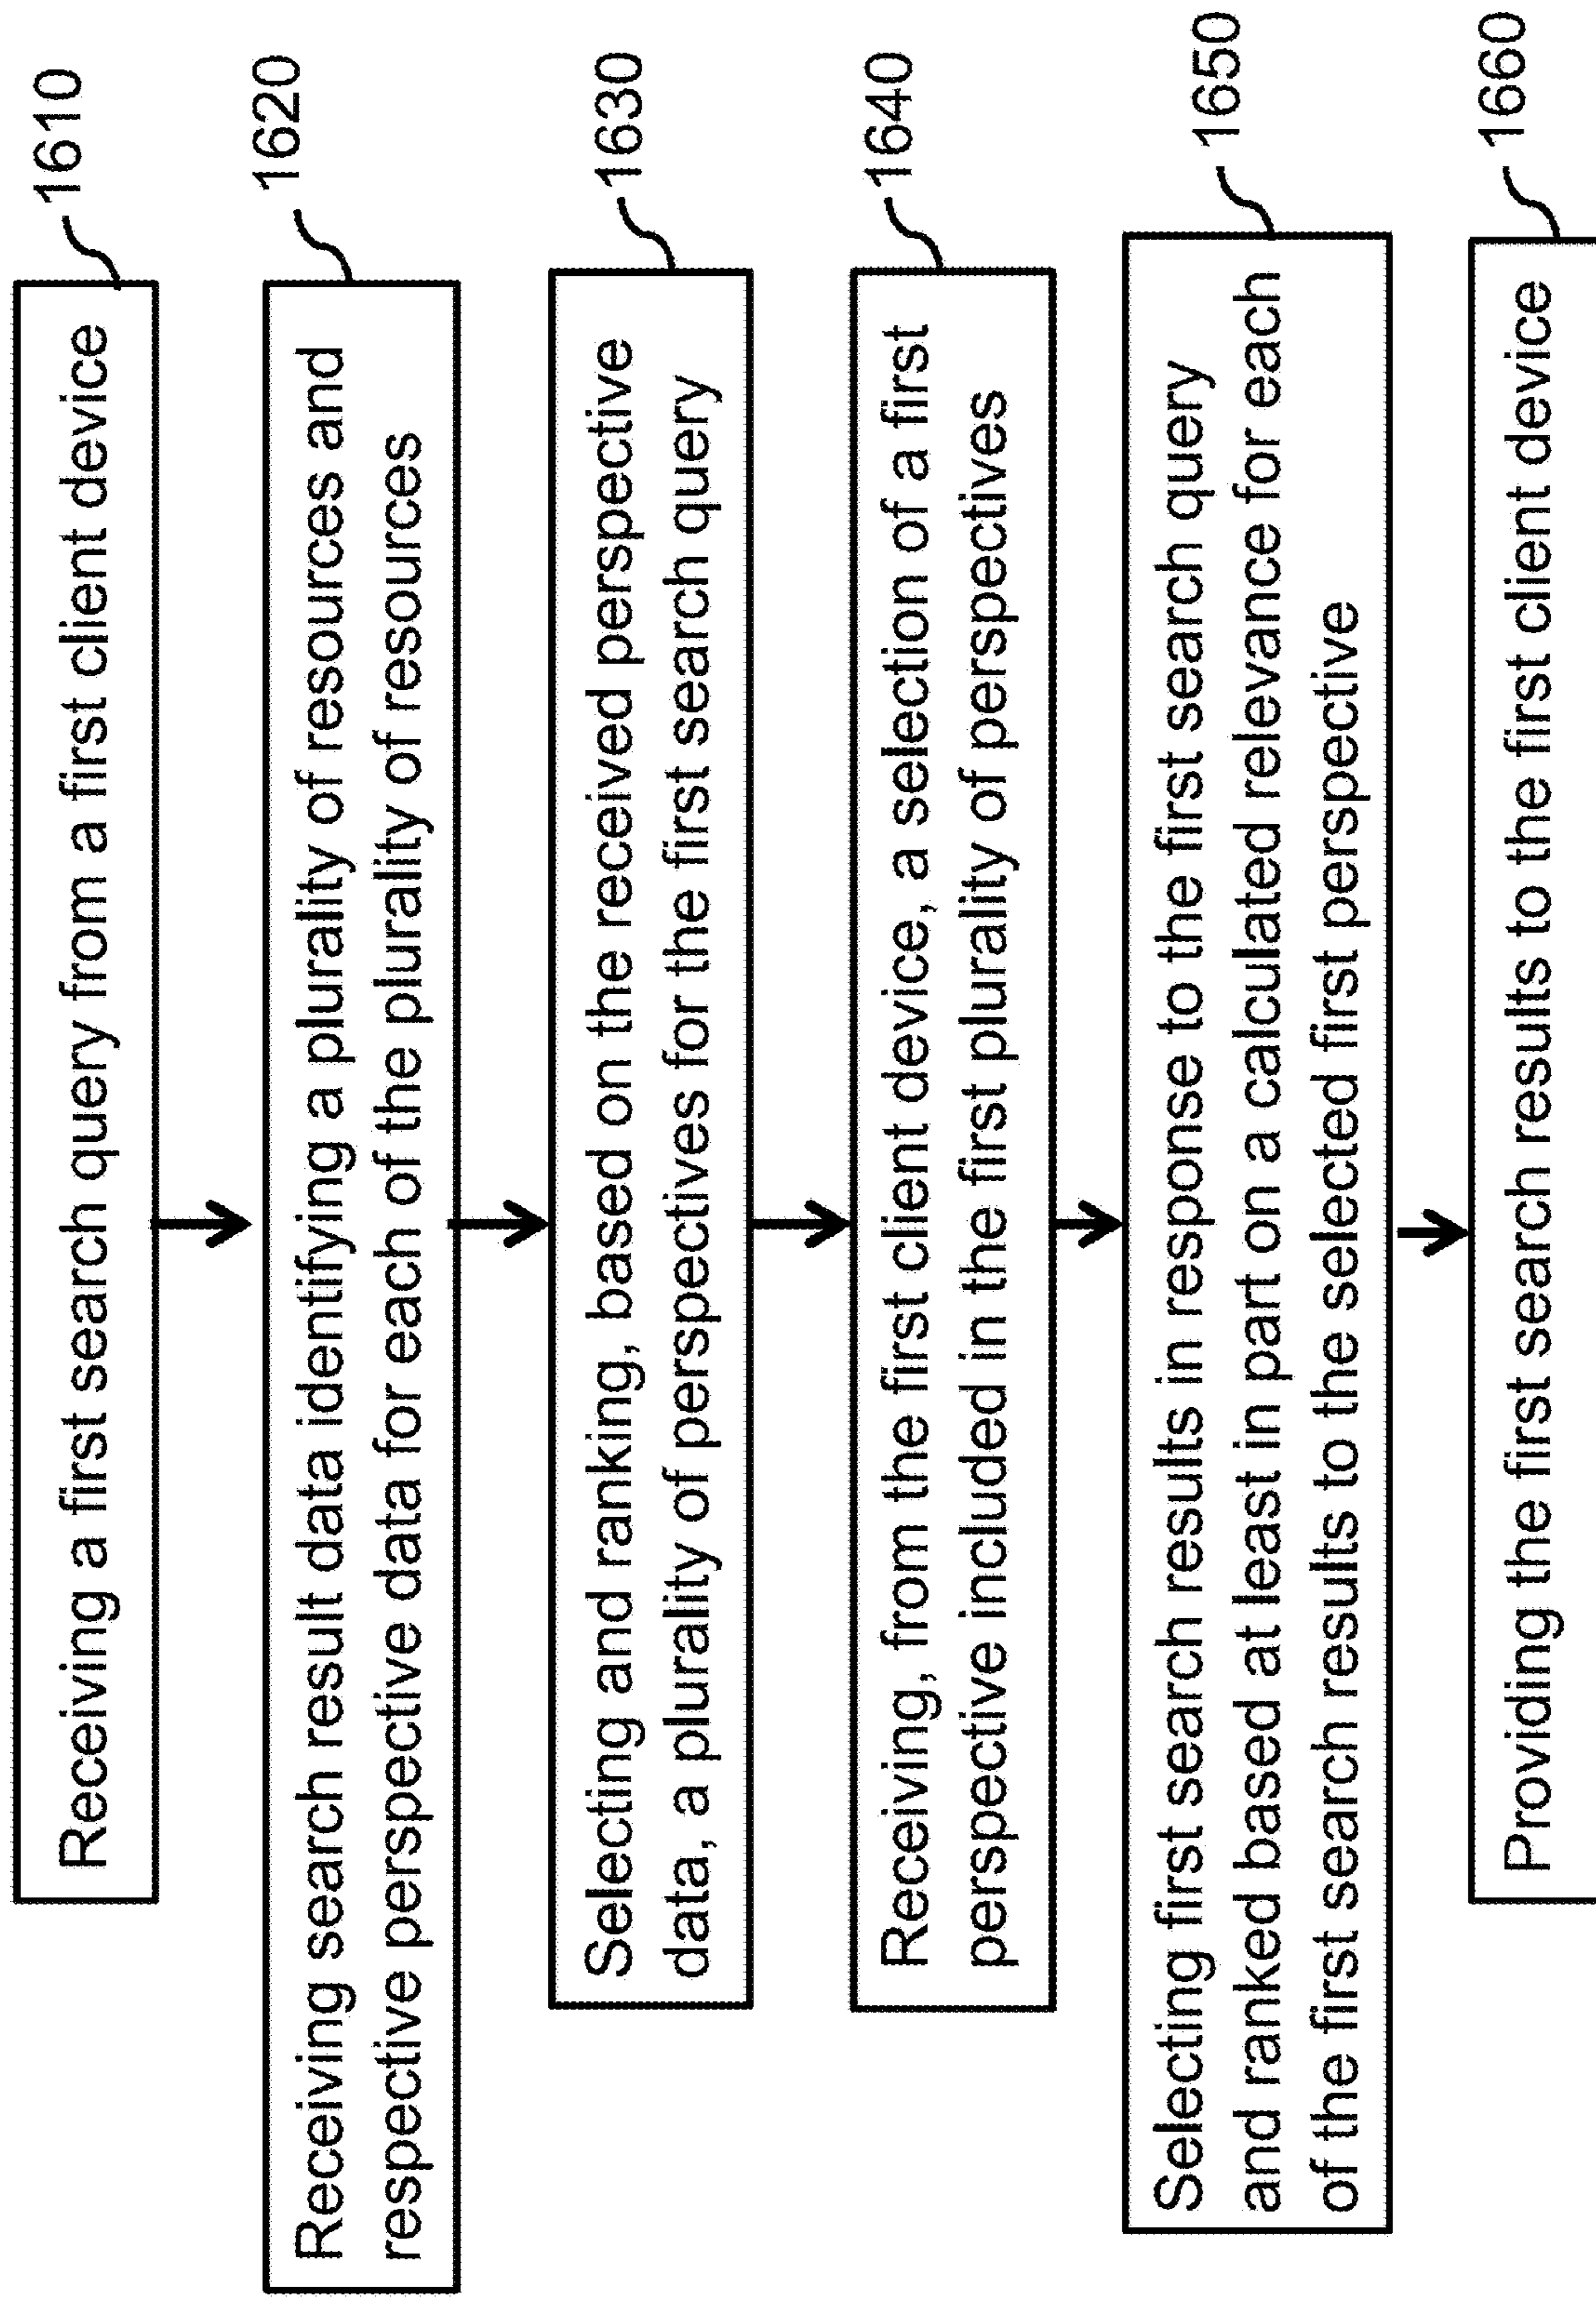 Receiving a first search query from a first client device
1610
Receiving search result data identifying a plurality of resources and
respective perspective data for each of the plurality of resources
1620
Selecting and ranking, based on the received perspective
data, a plurality of perspectives for the first search query
1630
Receiving, from the first client device, a selection of a first
perspective included in the first plurality of perspectives
1640
Selecting first search results in response to the first search query
and ranked based at least in part on a calculated relevance for each
of the first search results to the selected first perspective
1650
Providing the first search results to the first client device
1660